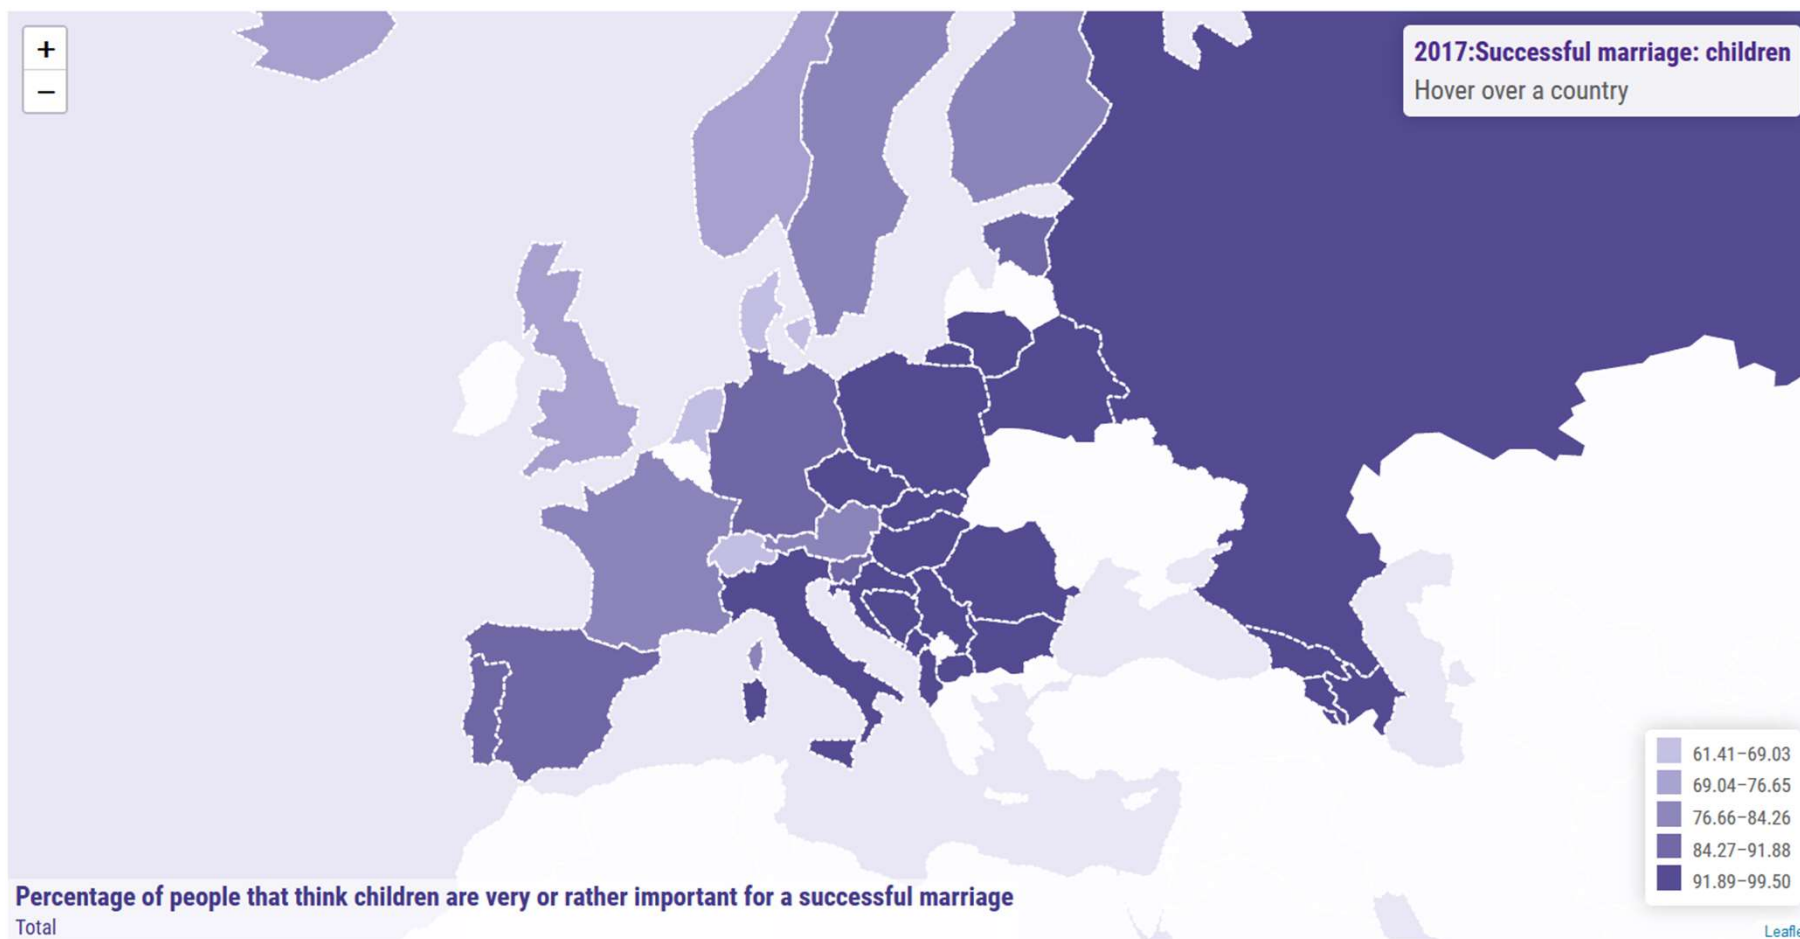 +
−
2017:Successful marriage: children
Hover over a country
61.41–69.03
69.04–76.65
76.66–84.26
84.27–91.88
91.89–99.50
Percentage of people that think children are very or rather important for a successful marriage
Total
Leafle